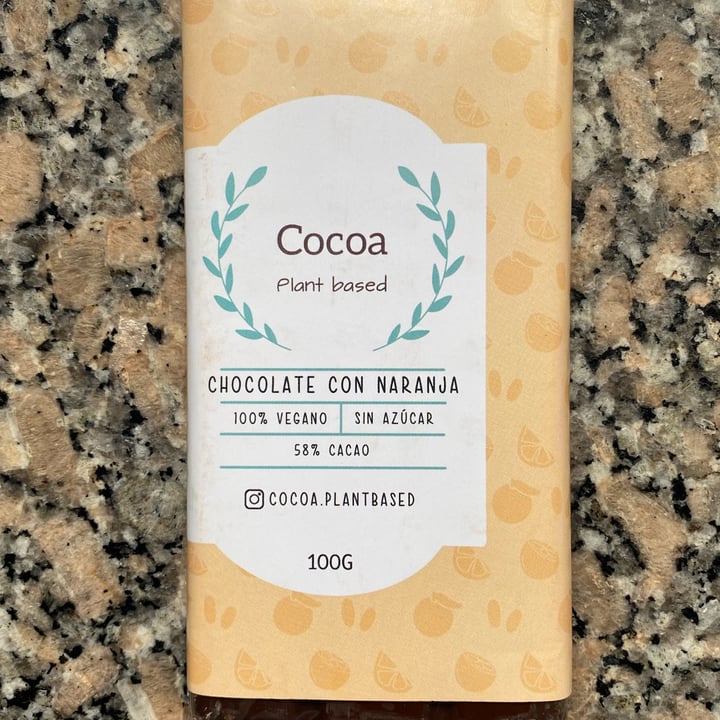 Cocoa
Plant based
CHOCOLATE CON NARANJA
100% VEGANO SIN AZÚCAR
58% CACAO
COCOA.PLANTBASED
100G